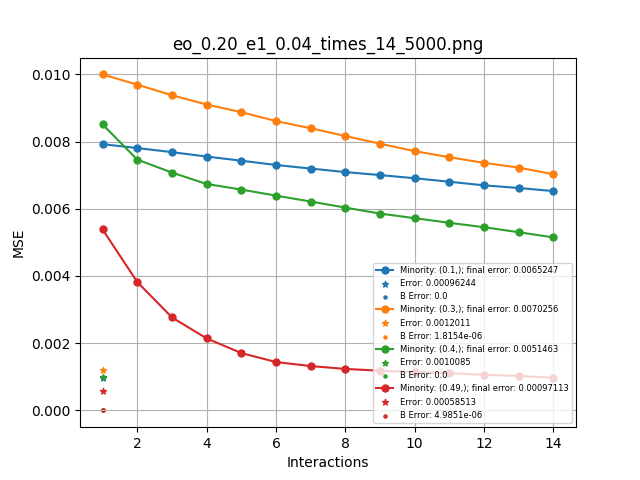 eo_0.20_e1_0.04_times_14_5000.png
0.010
0.008
0.006
0.004
0.002
0.000
MSE
2 4 6 8 10 12 14
Interactions
Minority: (0.1,); final error: 0.0065247
Error: 0.00096244
B Error: 0.0
Minority: (0.3,); final error: 0.0070256
Error: 0.0012011
B Error: 1.8154e-06
Minority: (0.4,); final error: 0.0051463
Error: 0.0010085
B Error: 0.0
Minority: (0.49,); final error: 0.00097113
Error: 0.00058513
B Error: 4.9851e-06